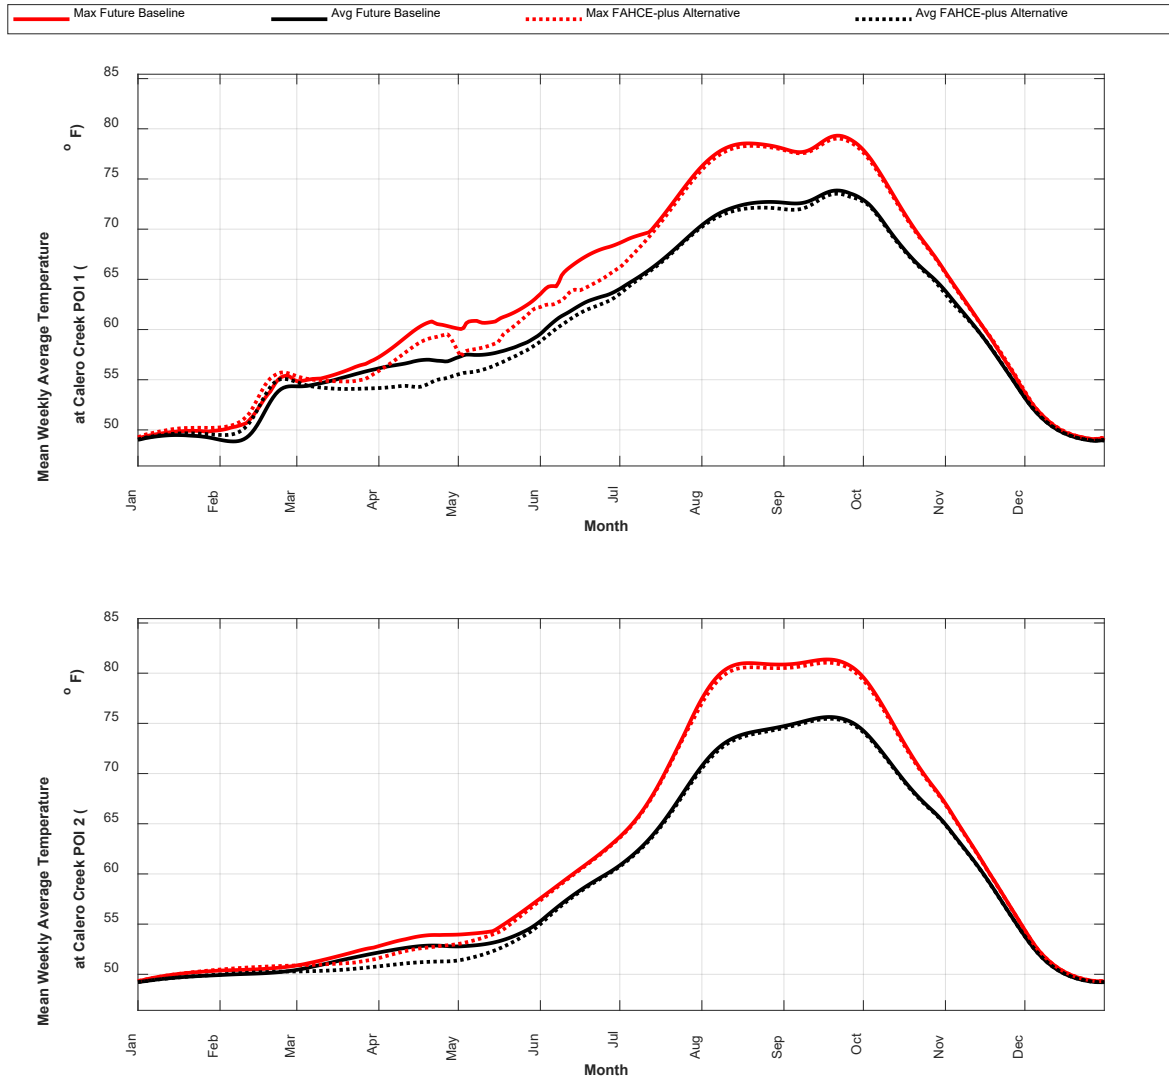 Max Future Baseline Avg Future Baseline Max FAHCE-plus Alternative Avg FAHCE-plus Alternative
Mean Weekly Average Temperature
at Calero Creek POI 1 (
o F)
85
80
75
70
65
60
55
50
Jan Feb Mar Apr May Jun Jul Aug Sep Oct Nov Dec
Month
Mean Weekly Average Temperature
at Calero Creek POI 2 (
o F)
85
80
75
70
65
60
55
50
Jan Feb Mar Apr May Jun Jul Aug Sep Oct Nov Dec
Month